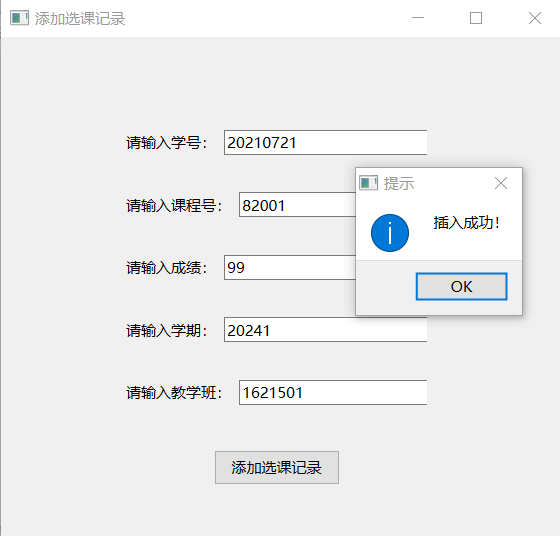 添加选课记录
请输入学号： 20210721
请输入课程号： 82001
请输入成绩： 99
请输入学期： 20241
请输入教学班： 1621501
添加选课记录
提示
插入成功！
OK